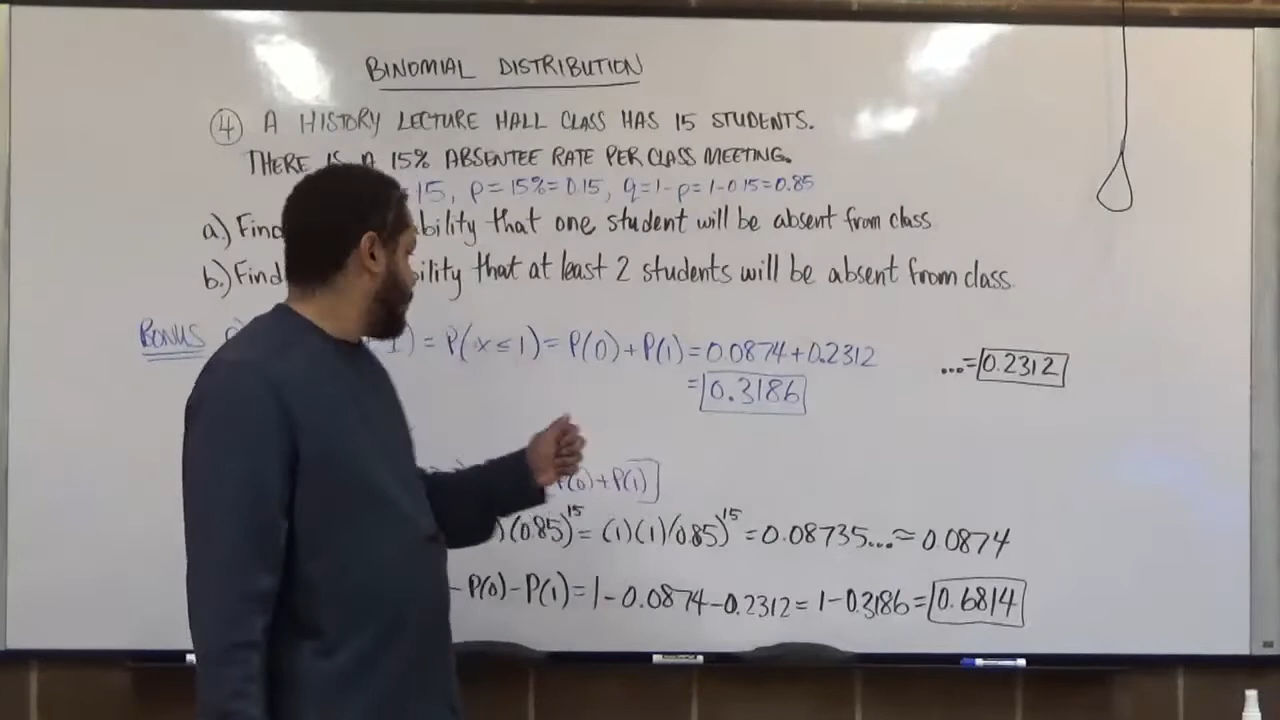 BINOMIAL DISTRIBUTION
④ A HISTORY LECTURE HALL CLASS HAS 15 STUDENTS.
THERE IS A 15% ABSENTEE RATE PER CLASS MEETING.
=15, p=15%=0.15, q=1-p=1-0.15=0.85
a.) Find bility that one student will be absent from class
b.) Find ility that at least 2 students will be absent from class.
BONUS 1) = P(x≤1) = P(0)+P(1) = 0.0874+0.2312
= 0.3186
...= 0.2312
P(0)+P(1)]
)(0.85)^15 = (1)(1)(0.85)^15 = 0.08735...≈ 0.0874
- P(0) - P(1) = 1-0.0874-0.2312 = 1-0.3186 = 0.6814